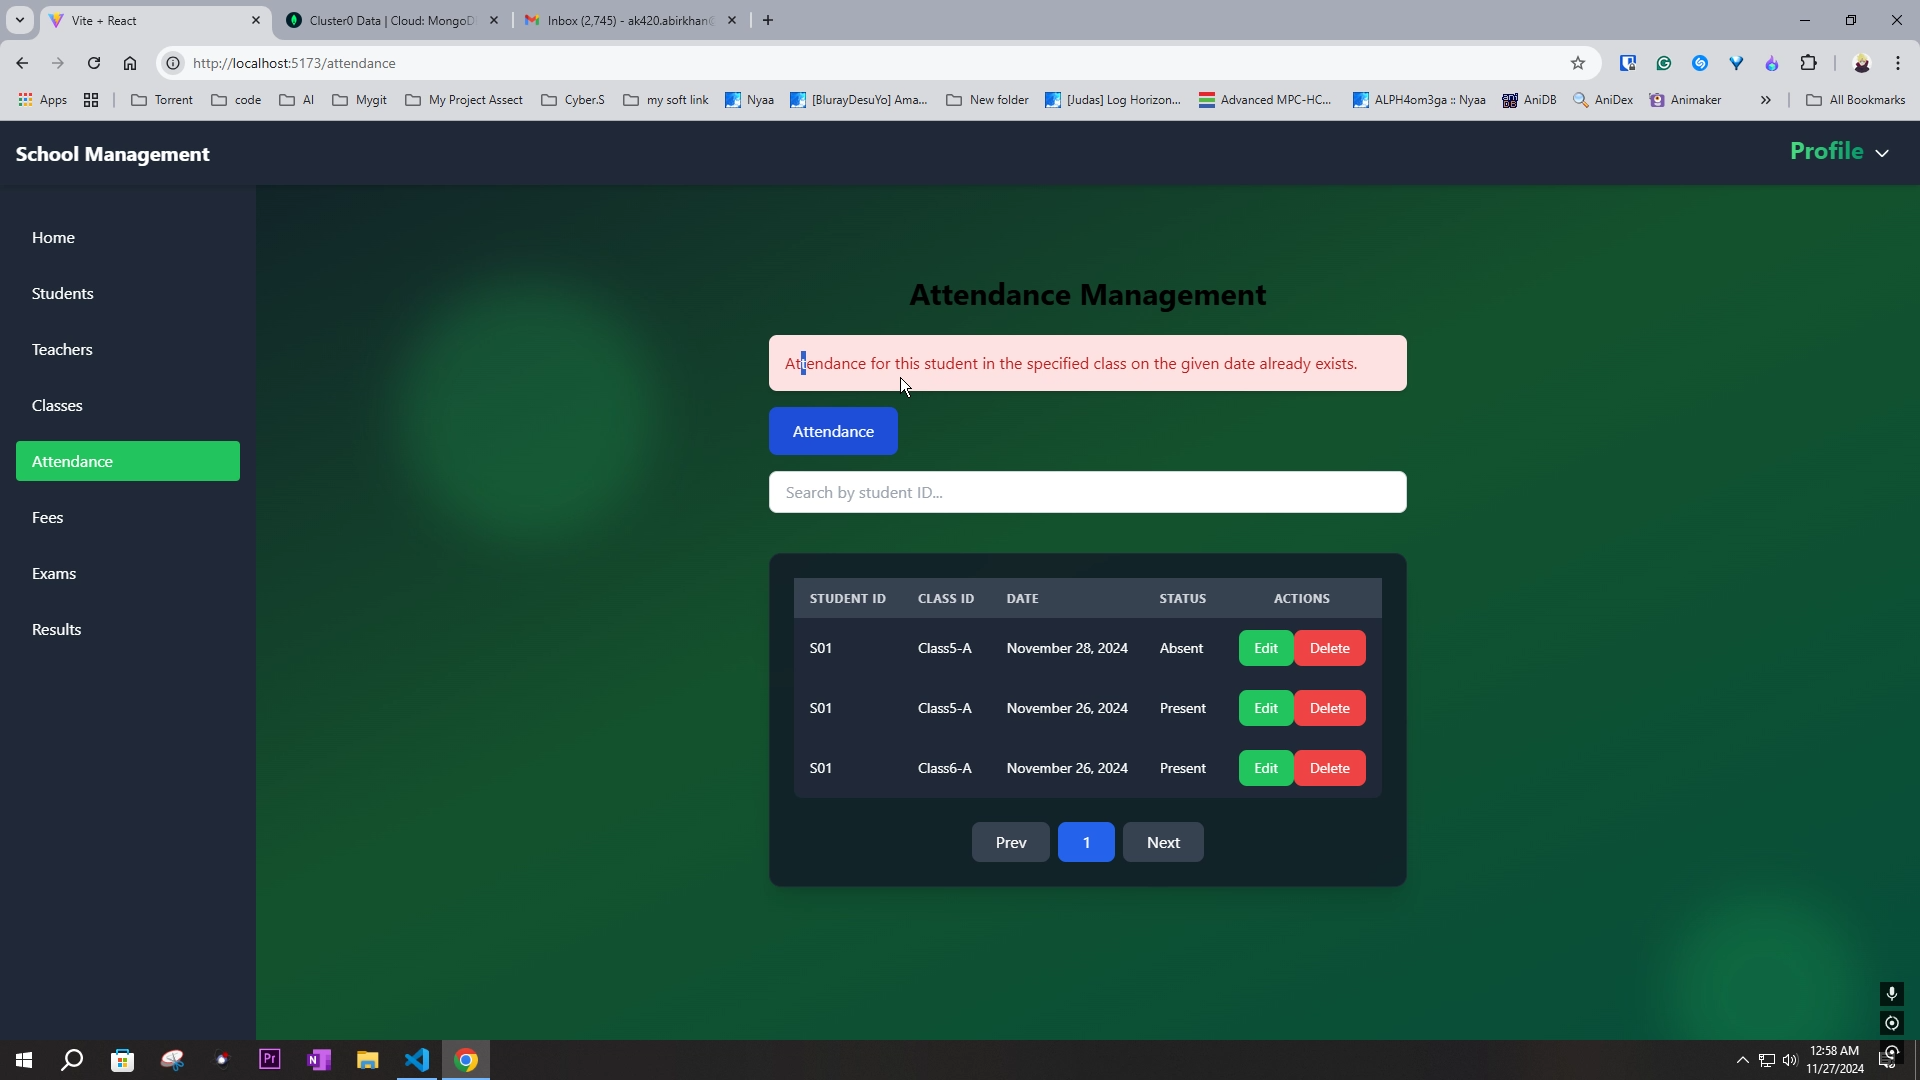 Vite + React
Cluster0 Data | Cloud: MongoD
Inbox (2,745) - ak420.abirkhan@
http://localhost:5173/attendance
Apps
Torrent
code
AI
Mygit
My Project Assect
Cyber.S
my soft link
Nyaa
[BlurayDesuYo] Ama...
New folder
[Judas] Log Horizon...
Advanced MPC-HC...
ALPH4om3ga :: Nyaa
AniDB
AniDex
Animaker
»
All Bookmarks
School Management
Profile
Home
Students
Teachers
Classes
Attendance
Fees
Exams
Results
Attendance Management
Attendance for this student in the specified class on the given date already exists.
Attendance
Search by student ID...
STUDENT ID CLASS ID DATE STATUS ACTIONS
S01 Class5-A November 28, 2024 Absent Edit Delete
S01 Class5-A November 26, 2024 Present Edit Delete
S01 Class6-A November 26, 2024 Present Edit Delete
Prev 1 Next
Pr
N
12:58 AM
11/27/2024